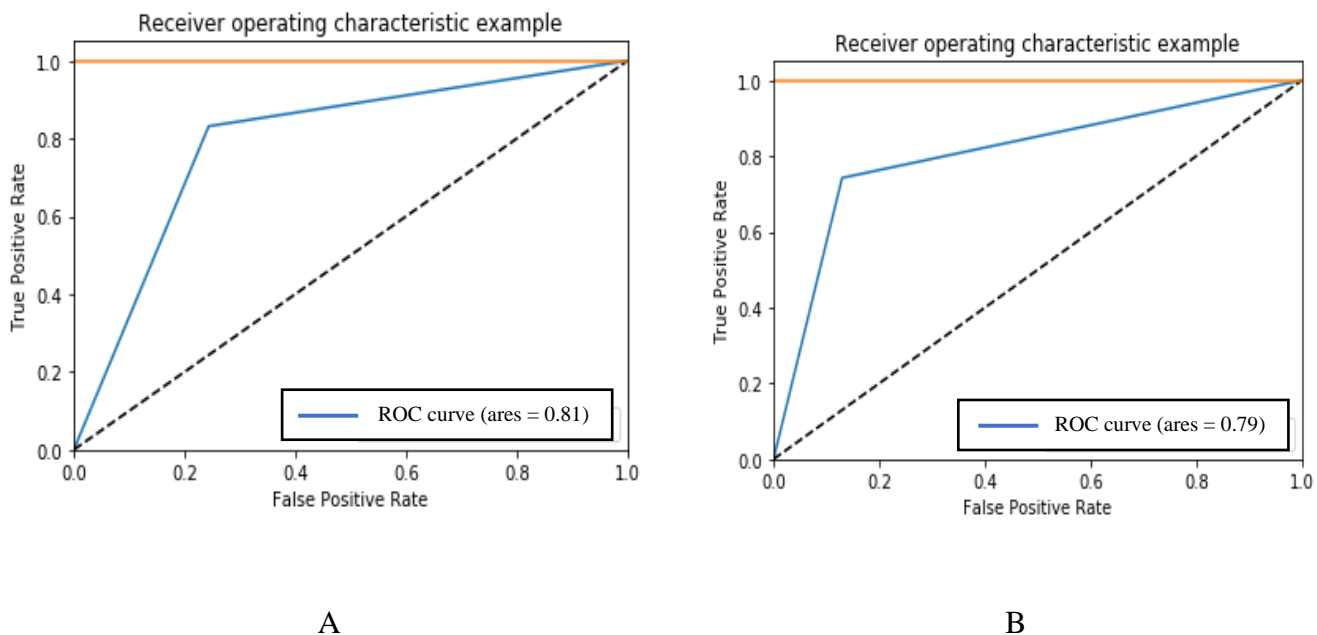 Receiver operating characteristic example
1.0
0.8
0.6
0.4
0.2
0.0
True Positive Rate
0.0 0.2 0.4 0.6 0.8 1.0
False Positive Rate
ROC curve (ares = 0.81)
A
Receiver operating characteristic example
1.0
0.8
0.6
0.4
0.2
0.0
True Positive Rate
0.0 0.2 0.4 0.6 0.8 1.0
False Positive Rate
ROC curve (ares = 0.79)
B